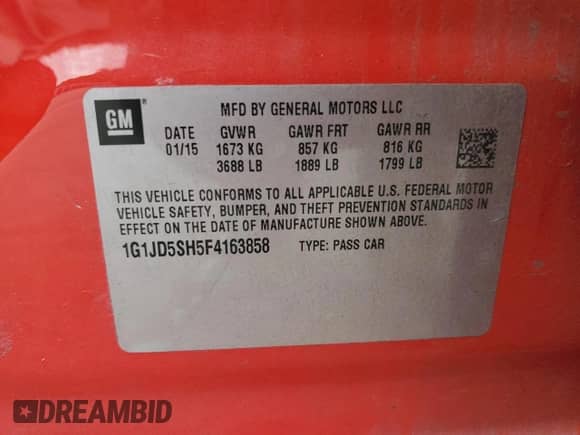 GM
MFD BY GENERAL MOTORS LLC
DATE GVWR GAWR FRT GAWR RR
01/15 1673 KG 857 KG 816 KG
3688 LB 1889 LB 1799 LB
THIS VEHICLE CONFORMS TO ALL APPLICABLE U.S. FEDERAL MOTOR
VEHICLE SAFETY, BUMPER, AND THEFT PREVENTION STANDARDS IN
EFFECT ON THE DATE OF MANUFACTURE SHOWN ABOVE.
1G1JD5SH5F4163858 TYPE: PASS CAR
DREAMBID